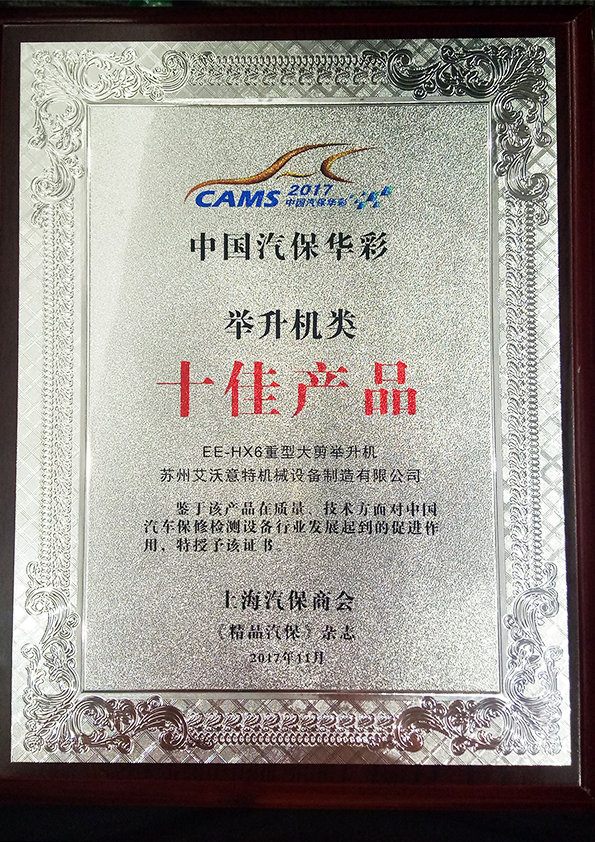 CAMS 2017
中国汽保华彩
中国汽保华彩
举升机类
十佳产品
EE-HX6重型大剪举升机
苏州艾沃意特机械设备制造有限公司
鉴于该产品在质量、技术方面对中国
汽车保修检测设备行业发展起到的促进作
用，特授予该证书。
上海汽保商会
《精品汽保》杂志
2017年11月